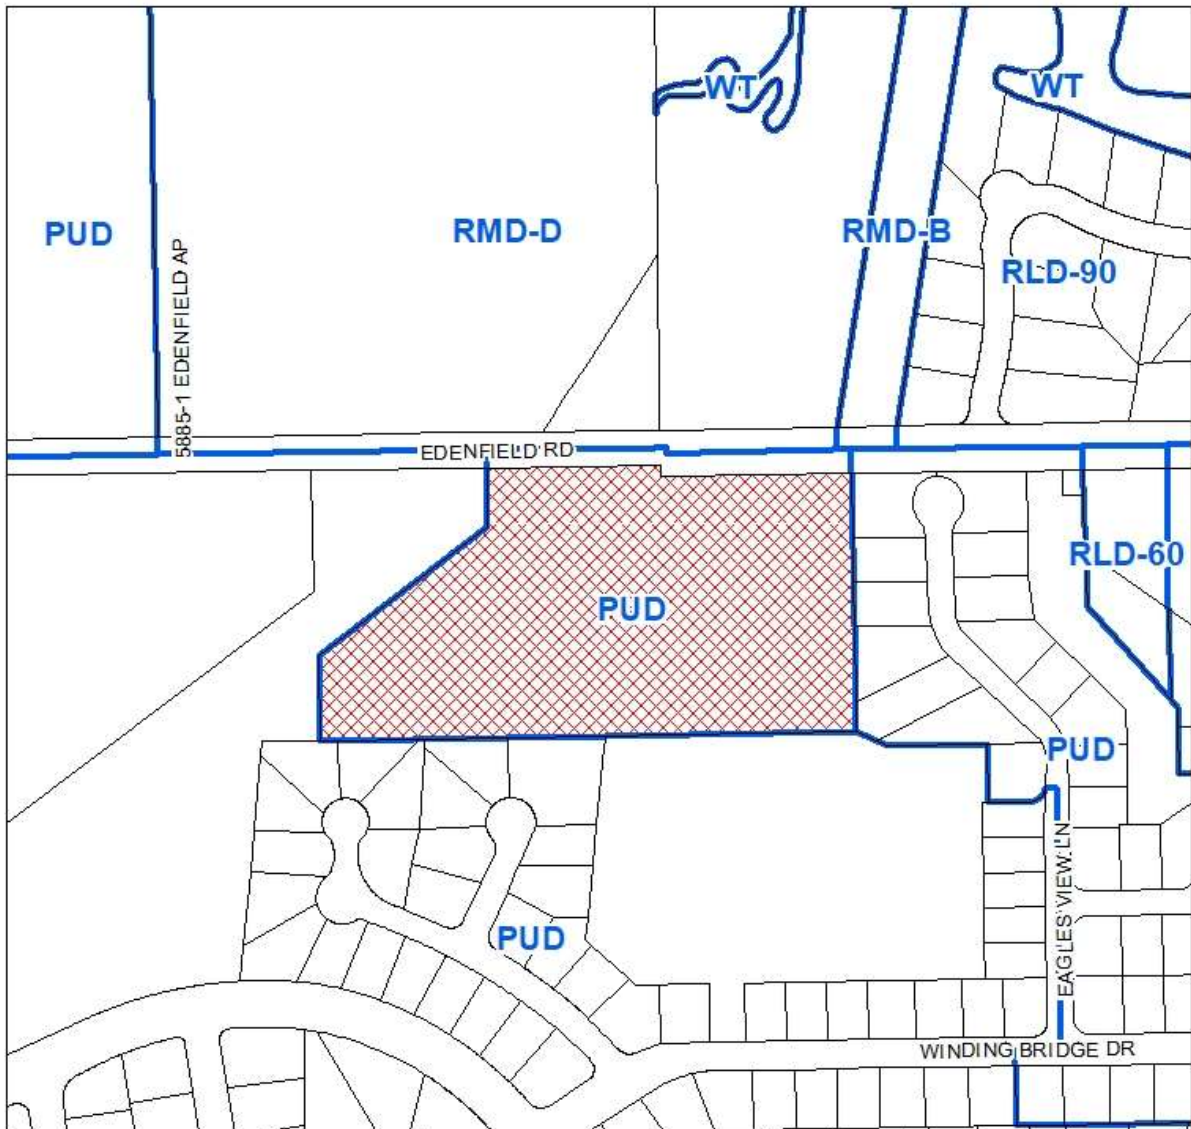 WT
WT
PUD
RMD-D
RMD-B
RLD-90
5885-1 EDENFIELD AP
EDENFIELD RD
RLD-60
PUD
PUD
EAGLES VIEW LN
PUD
WINDING BRIDGE DR